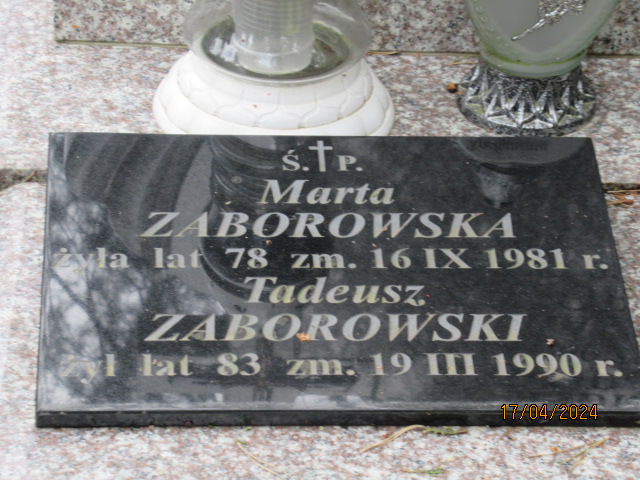 Ś.†P.
Marta
ZABOROWSKA
żyła lat 78 zm. 16 IX 1981 r.
Tadeusz
ZABOROWSKI
żył lat 83 zm. 19 III 1990 r.
17/04/2024